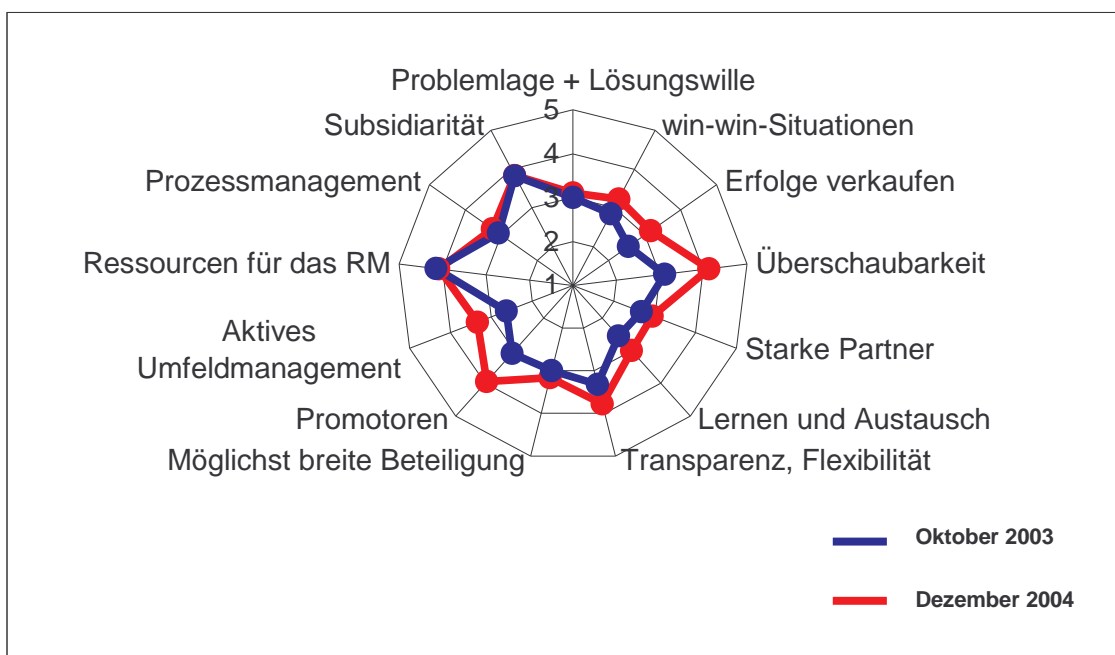 Problemlage + Lösungswille
5
Subsidiarität
win-win-Situationen
4
Prozessmanagement
Erfolge verkaufen
3
2
Ressourcen für das RM
Überschaubarkeit
1
Aktives
Umfeldmanagement
Starke Partner
Promotoren
Lernen und Austausch
Möglichst breite Beteiligung
Transparenz, Flexibilität
Oktober 2003
Dezember 2004